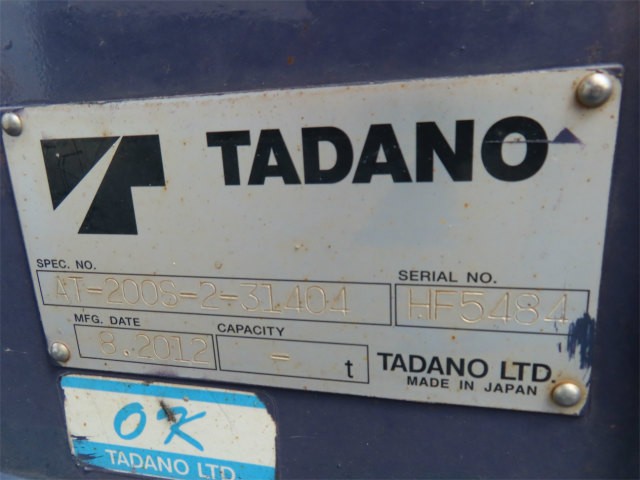 TADANO
SPEC. NO.
AT-200S-2-31404
SERIAL NO.
HF5484
MFG. DATE
8.2012
CAPACITY
- t
TADANO LTD.
MADE IN JAPAN
OK
TADANO LTD.